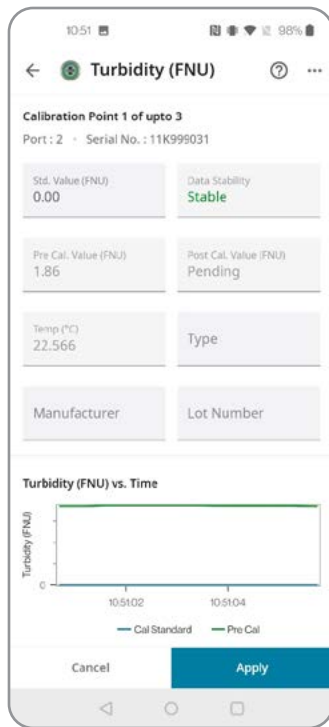 10:51 98%
Turbidity (FNU)
Calibration Point 1 of upto 3
Port : 2 · Serial No. : 11K999031
Std. Value (FNU) Data Stability
0.00 Stable
Pre Cal. Value (FNU) Post Cal. Value (FNU)
1.86 Pending
Temp (°C) Type
22.566
Manufacturer Lot Number
Turbidity (FNU) vs. Time
Turbidity (FNU)
0
10:51:02 10:51:04
Cal Standard Pre Cal
Cancel Apply